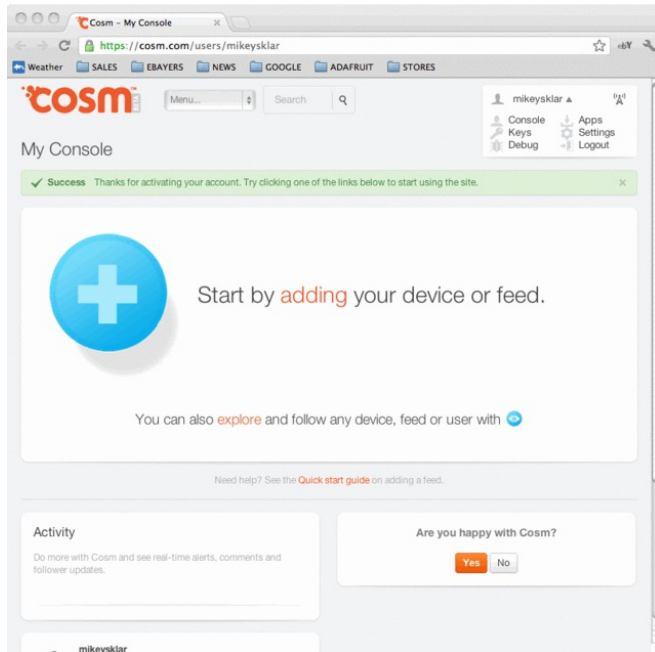 Cosm - My Console
https://cosm.com/users/mikeysklar
Weather SALES EBAYERS NEWS GOOGLE ADAFRUIT STORES
COSM
Menu... Search
mikeysklar
Console Apps
Keys Settings
Debug Logout
My Console
Success Thanks for activating your account. Try clicking one of the links below to start using the site.
Start by adding your device or feed.
You can also explore and follow any device, feed or user with
Need help? See the Quick start guide on adding a feed.
Activity
Do more with Cosm and see real-time alerts, comments and
follower updates.
Are you happy with Cosm?
Yes No
mikeysklar